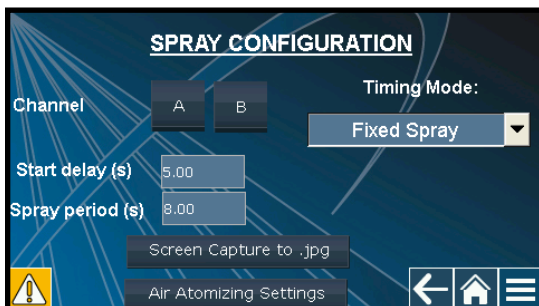 SPRAY CONFIGURATION
Timing Mode:
Channel A B
Fixed Spray
Start delay (s) 5.00
Spray period (s) 8.00
Screen Capture to .jpg
Air Atomizing Settings